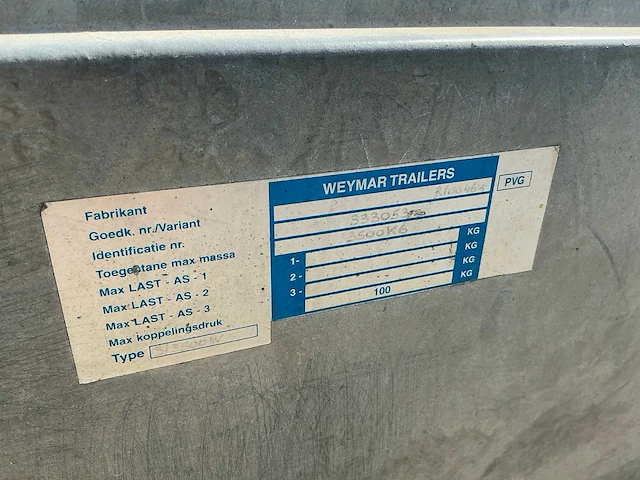 WEYMAR TRAILERS
PVG
Fabrikant
Goedk. nr./Variant
Identificatie nr.
Toegestane max massa
3500KG
Max LAST - AS - 1
1-
KG
Max LAST - AS - 2
2 -
KG
Max LAST - AS - 3
3 -
KG
Max koppelingsdruk
100
KG
Type